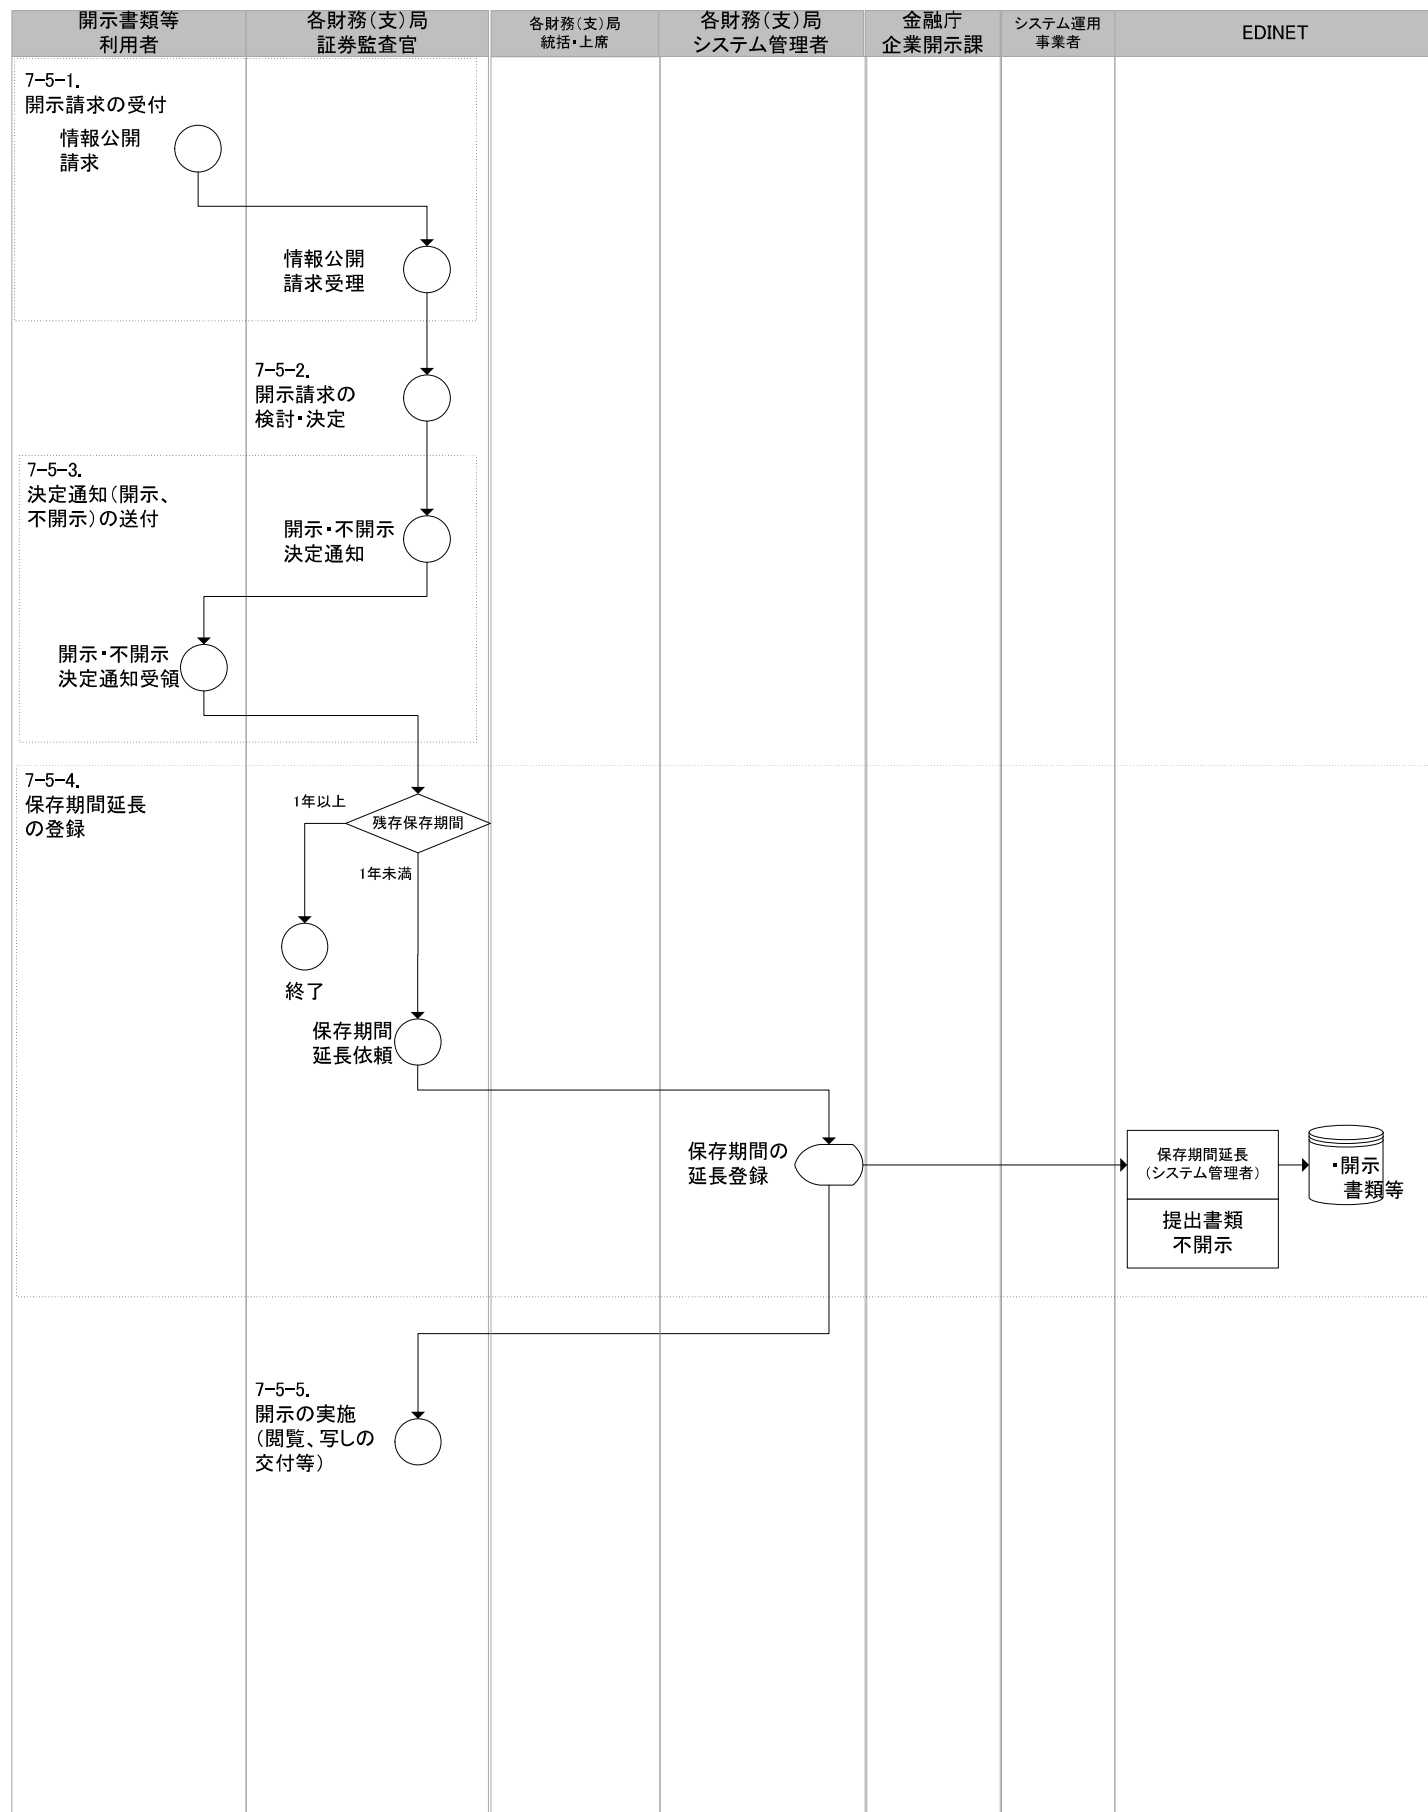 開示書類等
利用者
各財務(支)局
証券監査官
各財務(支)局
統括・上席
各財務(支)局
システム管理者
金融庁
企業開示課
システム運用
事業者
EDINET
7-5-1.
開示請求の受付
情報公開
請求
情報公開
請求受理
7-5-2.
開示請求の
検討・決定
7-5-3.
決定通知(開示、
不開示)の送付
開示・不開示
決定通知
開示・不開示
決定通知受領
7-5-4.
保存期間延長
の登録
1年以上
残存保存期間
1年未満
終了
保存期間
延長依頼
保存期間の
延長登録
保存期間延長
(システム管理者)
提出書類
不開示
・開示
書類等
7-5-5.
開示の実施
(閲覧、写しの
交付等)